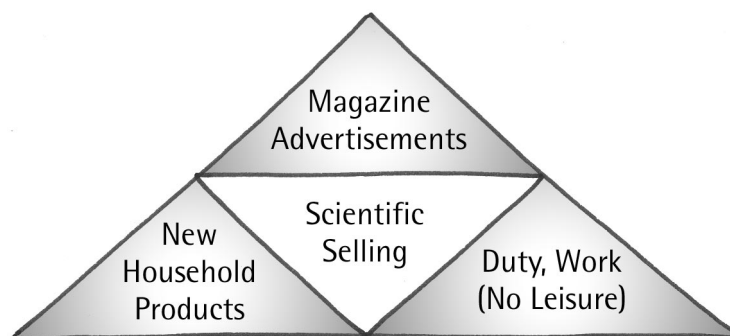 Magazine
Advertisements
Scientific
Selling
New
Household
Products
Duty, Work
(No Leisure)